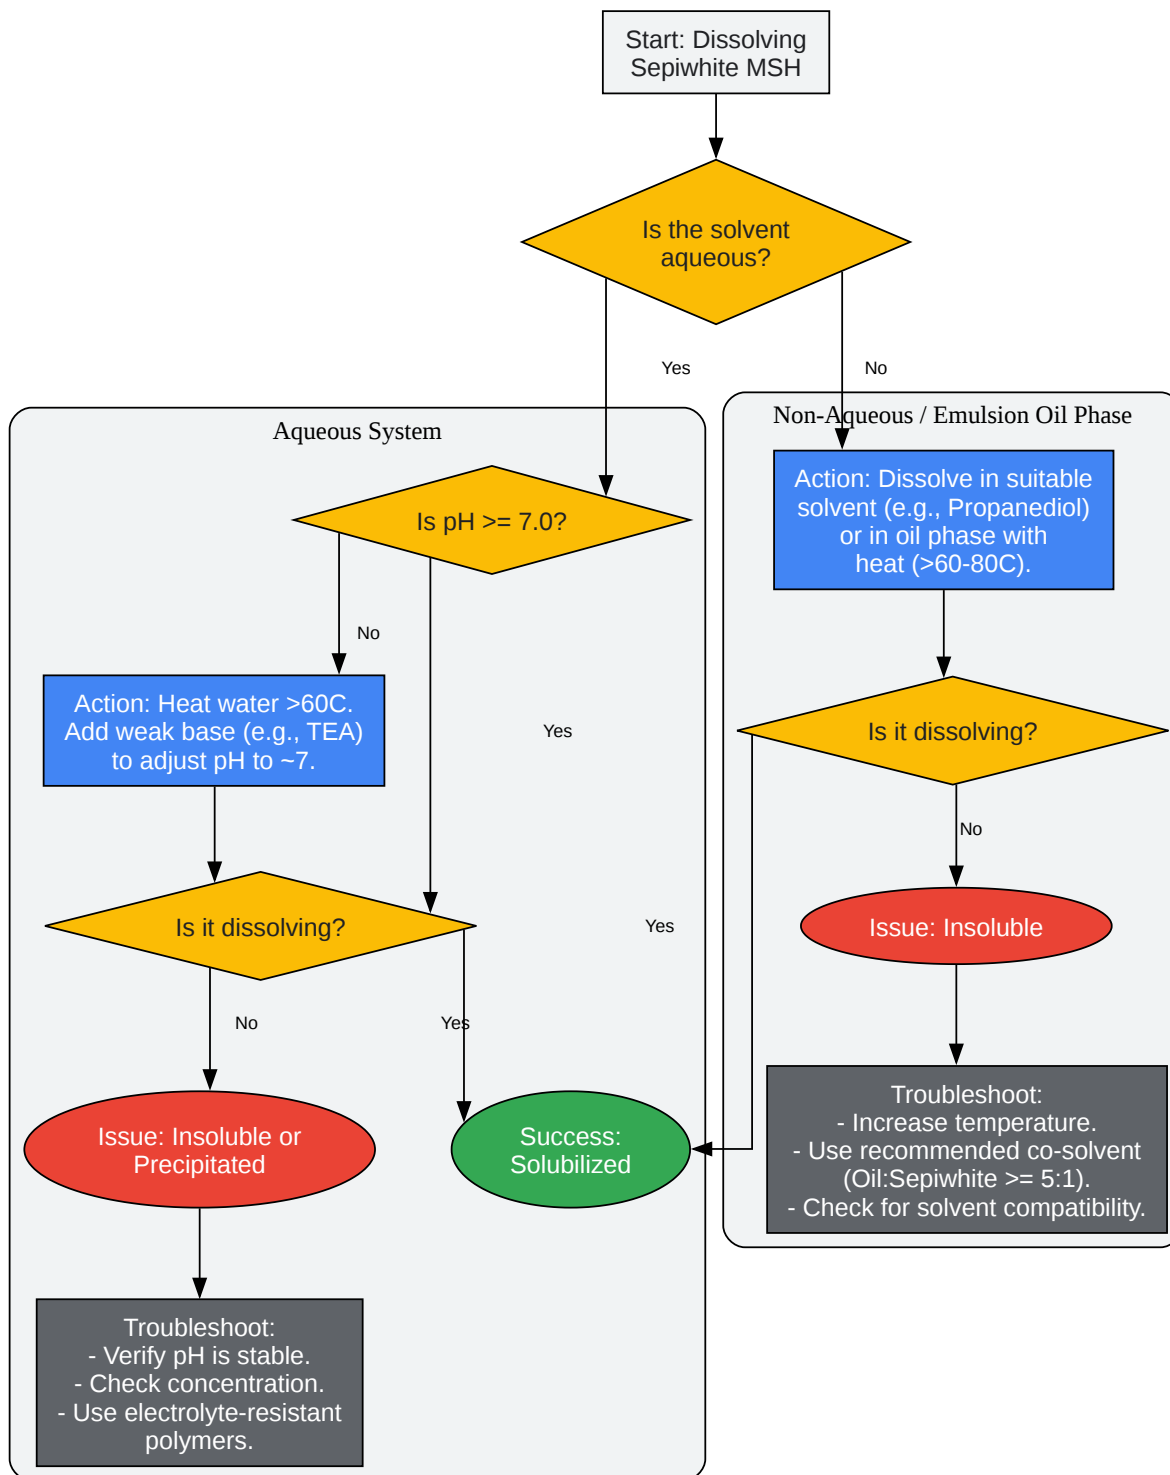 Start: Dissolving
Sepiwhite MSH
Is the solvent
aqueous?
Yes
No
Aqueous System
Is pH >= 7.0?
No
Action: Heat water >60C.
Add weak base (e.g., TEA)
to adjust pH to ~7.
Yes
Is it dissolving?
No
Yes
Issue: Insoluble or
Precipitated
Success:
Solubilized
Troubleshoot:
- Verify pH is stable.
- Check concentration.
- Use electrolyte-resistant
polymers.
Non-Aqueous / Emulsion Oil Phase
Action: Dissolve in suitable
solvent (e.g., Propanediol)
or in oil phase with
heat (>60-80C).
Is it dissolving?
No
Yes
Issue: Insoluble
Troubleshoot:
- Increase temperature.
- Use recommended co-solvent
(Oil:Sepiwhite >= 5:1).
- Check for solvent compatibility.